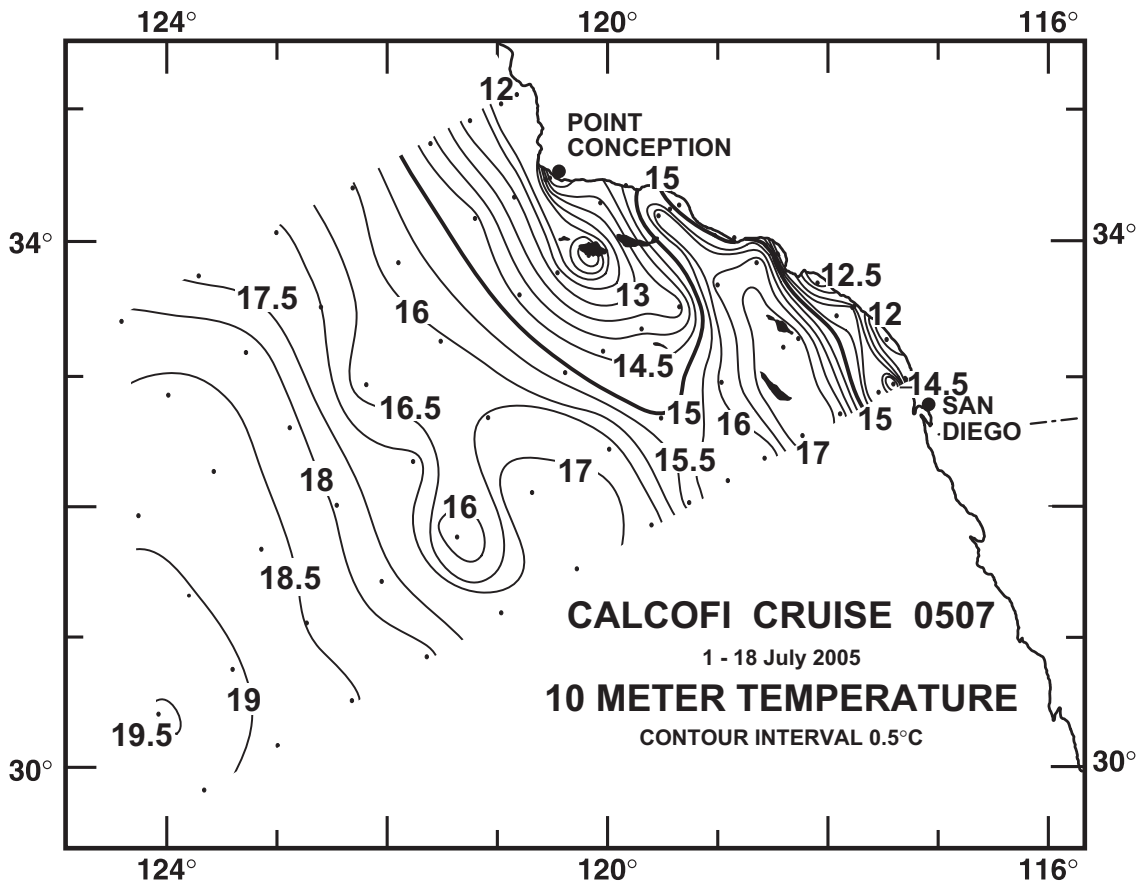 124° 120° 116°
12
POINT
CONCEPTION
15
34° 34°
12.5
17.5
13
16
12
14.5
14.5
16.5
15
SAN
DIEGO
16
15
15.5
17
17
18
16
18.5
CALCOFI CRUISE 0507
1 - 18 July 2005
10 METER TEMPERATURE
CONTOUR INTERVAL 0.5°C
19
19.5
30° 30°
124° 120° 116°